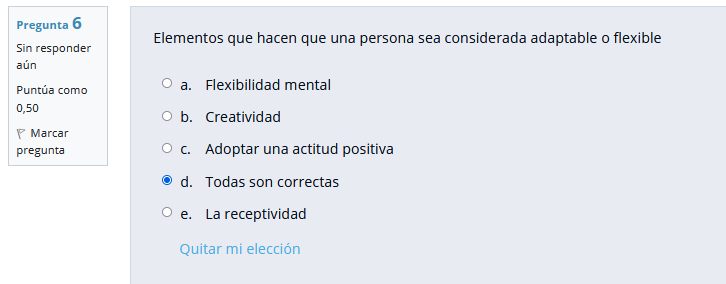 Pregunta 6
Sin responder
aún
Puntúa como
0,50
Marcar
pregunta
Elementos que hacen que una persona sea considerada adaptable o flexible
a. Flexibilidad mental
b. Creatividad
c. Adoptar una actitud positiva
d. Todas son correctas
e. La receptividad
Quitar mi elección